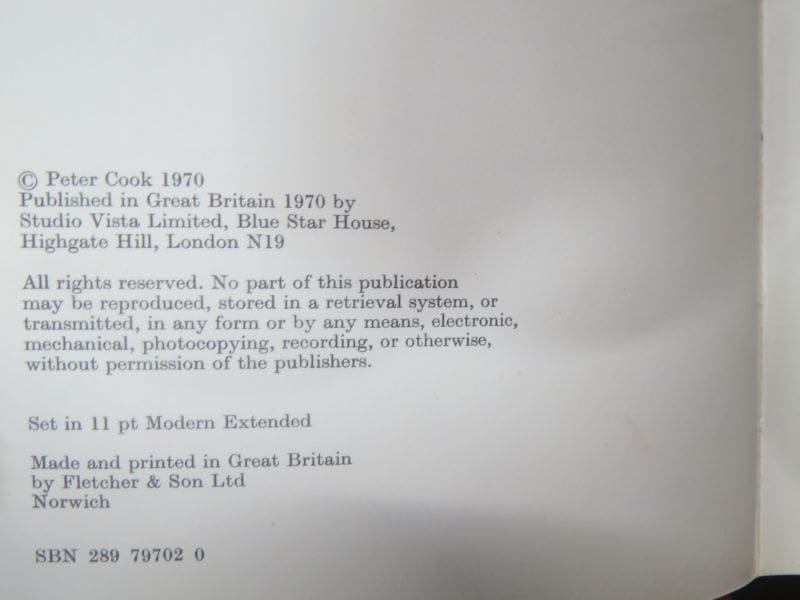 © Peter Cook 1970
Published in Great Britain 1970 by
Studio Vista Limited, Blue Star House,
Highgate Hill, London N19
All rights reserved. No part of this publication
may be reproduced, stored in a retrieval system, or
transmitted, in any form or by any means, electronic,
mechanical, photocopying, recording, or otherwise,
without permission of the publishers.
Set in 11 pt Modern Extended
Made and printed in Great Britain
by Fletcher & Son Ltd
Norwich
SBN 289 79702 0